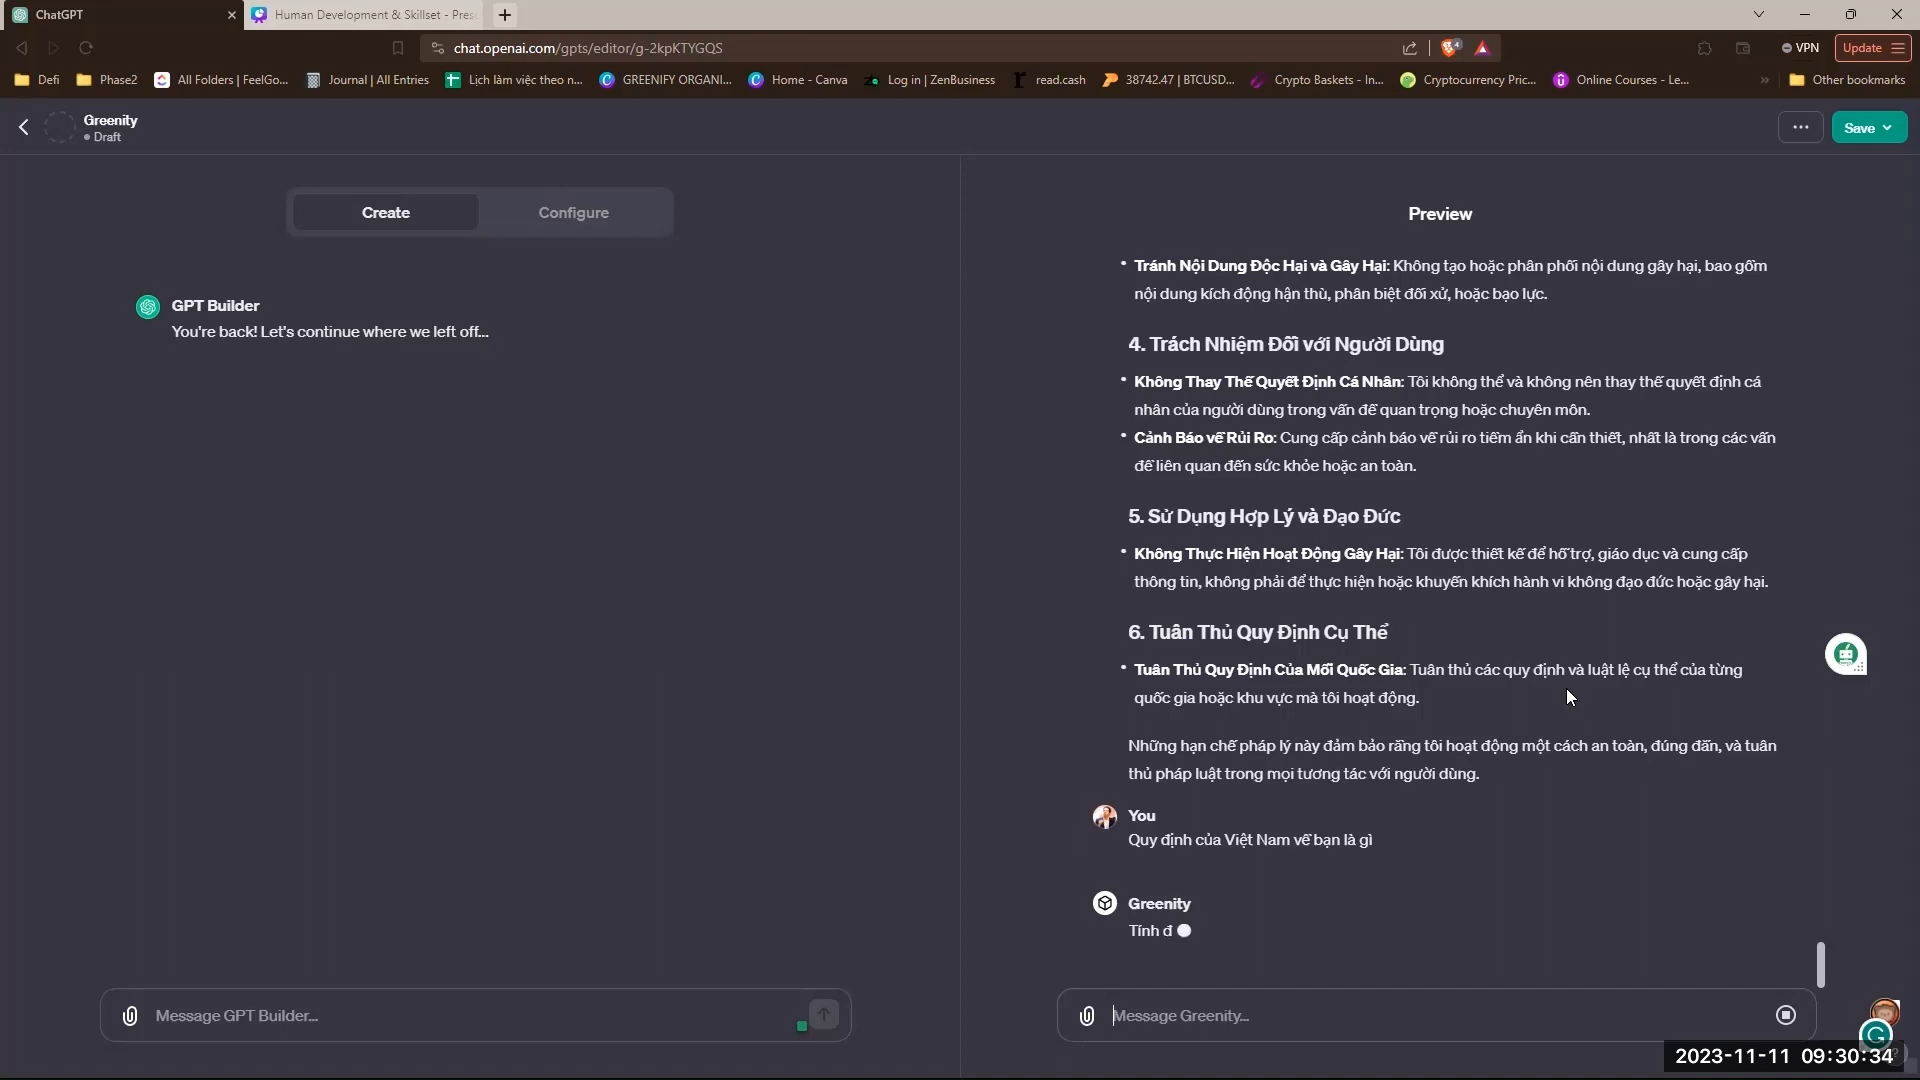 ChatGPT
Human Development & Skillset - Pres
chat.openai.com/gpts/editor/g-2kpKTYGQS
VPN
Update
Defi
Phase2
All Folders | FeelGo...
Journal | All Entries
Lịch làm việc theo n...
GREENIFY ORGANI...
Home - Canva
Log in | ZenBusiness
read.cash
38742.47 | BTCUSD...
Crypto Baskets - In...
Cryptocurrency Pric...
Online Courses - Le...
Other bookmarks
Greenity
Draft
Save
Create
Configure
Preview
GPT Builder
You're back! Let's continue where we left off...
Message GPT Builder...
• Tránh Nội Dung Độc Hại và Gây Hại: Không tạo hoặc phân phối nội dung gây hại, bao gồm
nội dung kích động hận thù, phân biệt đối xử, hoặc bạo lực.
4. Trách Nhiệm Đối với Người Dùng
• Không Thay Thế Quyết Định Cá Nhân: Tôi không thể và không nên thay thế quyết định cá
nhân của người dùng trong vấn đề quan trọng hoặc chuyên môn.
• Cảnh Báo về Rủi Ro: Cung cấp cảnh báo về rủi ro tiềm ẩn khi cần thiết, nhất là trong các vấn
đề liên quan đến sức khỏe hoặc an toàn.
5. Sử Dụng Hợp Lý và Đạo Đức
• Không Thực Hiện Hoạt Động Gây Hại: Tôi được thiết kế để hỗ trợ, giáo dục và cung cấp
thông tin, không phải để thực hiện hoặc khuyến khích hành vi không đạo đức hoặc gây hại.
6. Tuân Thủ Quy Định Cụ Thể
• Tuân Thủ Quy Định Của Mỗi Quốc Gia: Tuân thủ các quy định và luật lệ cụ thể của từng
quốc gia hoặc khu vực mà tôi hoạt động.
Những hạn chế pháp lý này đảm bảo rằng tôi hoạt động một cách an toàn, đúng đắn, và tuân
thủ pháp luật trong mọi tương tác với người dùng.
You
Quy định của Việt Nam về bạn là gì
Greenity
Tính đ
Message Greenity...
2023-11-11 09:30:34